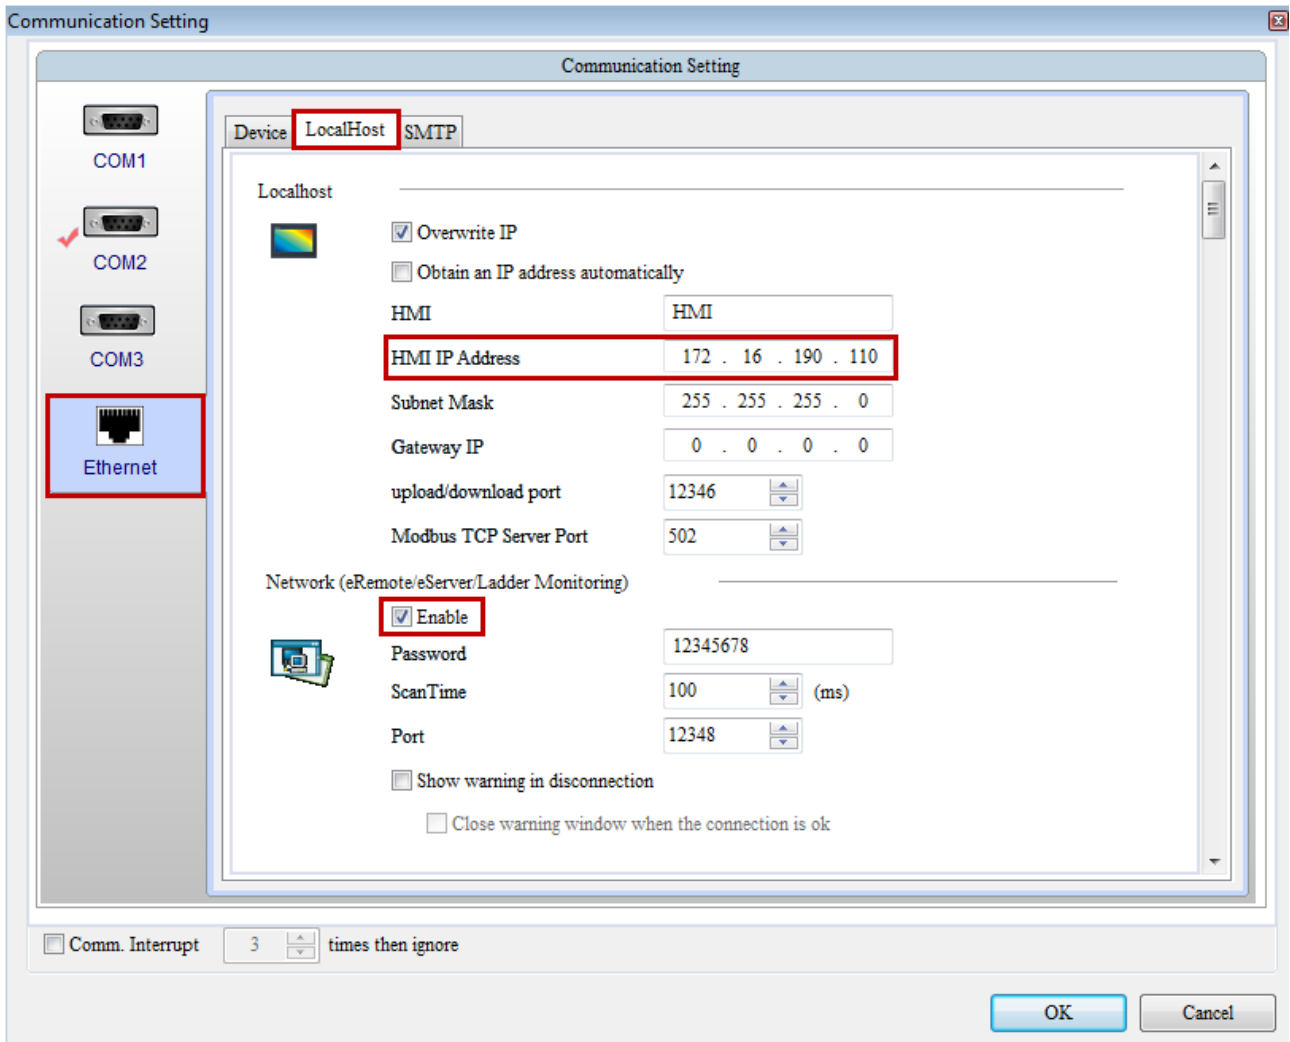 Communication Setting
Communication Setting
COM1
COM2
COM3
Ethernet
Device LocalHost SMTP
Localhost
Overwrite IP
Obtain an IP address automatically
HMI HMI
HMI IP Address 172 . 16 . 190 . 110
Subnet Mask 255 . 255 . 255 . 0
Gateway IP 0 . 0 . 0 . 0
upload/download port 12346
Modbus TCP Server Port 502
Network (eRemote/eServer/Ladder Monitoring)
Enable
Password 12345678
ScanTime 100 (ms)
Port 12348
Show warning in disconnection
Close warning window when the connection is ok
Comm. Interrupt 3 times then ignore
OK Cancel